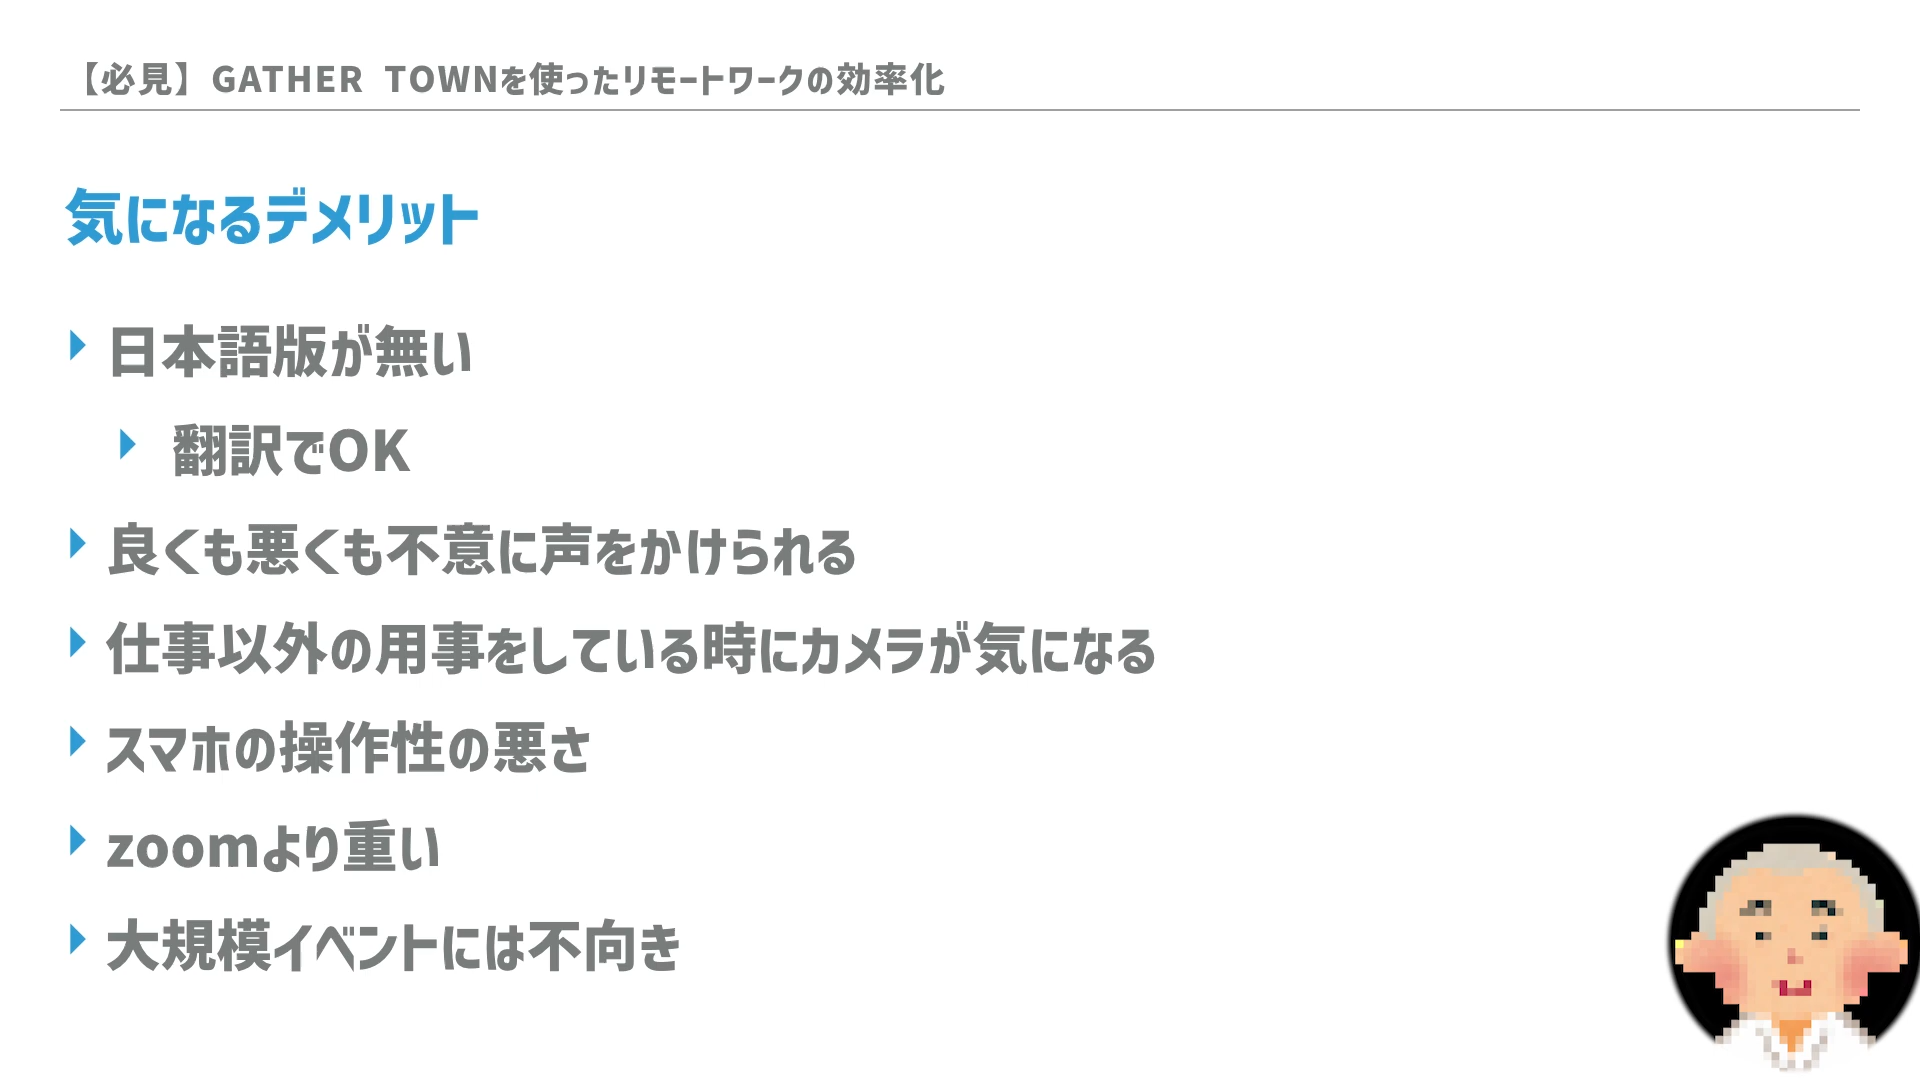 【必見】GATHER TOWNを使ったリモートワークの効率化
気になるデメリット
日本語版が無い
翻訳でOK
良くも悪くも不意に声をかけられる
仕事以外の用事をしている時にカメラが気になる
スマホの操作性の悪さ
zoomより重い
大規模イベントには不向き